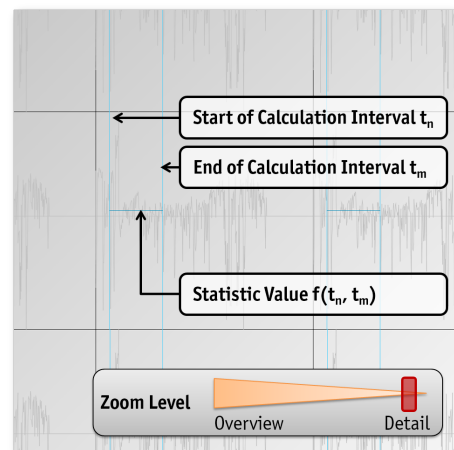 Start of Calculation Interval tn
End of Calculation Interval tm
Statistic Value f(tn, tm)
Zoom Level
Overview
Detail